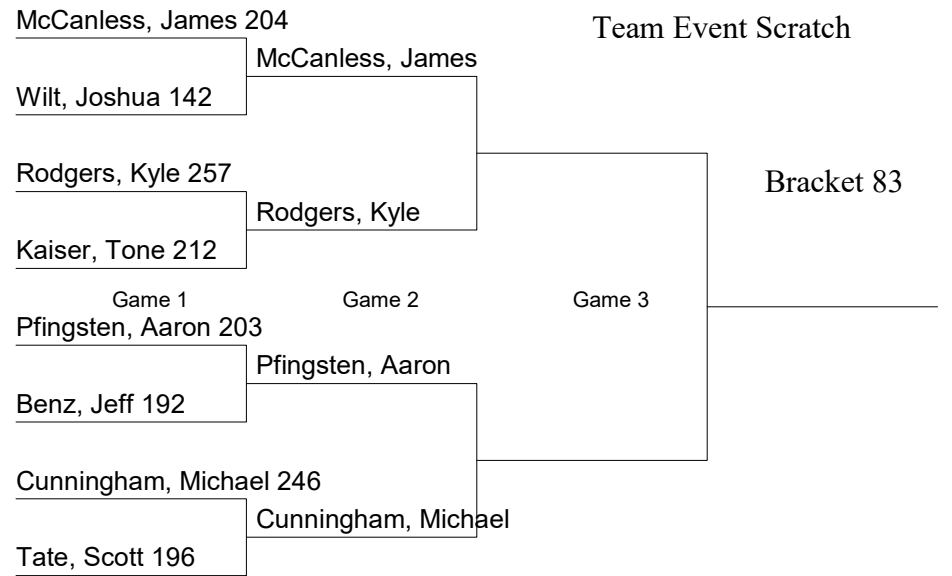 McCanless, James 204
Team Event Scratch
McCanless, James
Wilt, Joshua 142
Rodgers, Kyle 257
Bracket 83
Rodgers, Kyle
Kaiser, Tone 212
Game 1
Game 2
Game 3
Pfingsten, Aaron 203
Pfingsten, Aaron
Benz, Jeff 192
Cunningham, Michael 246
Cunningham, Michael
Tate, Scott 196